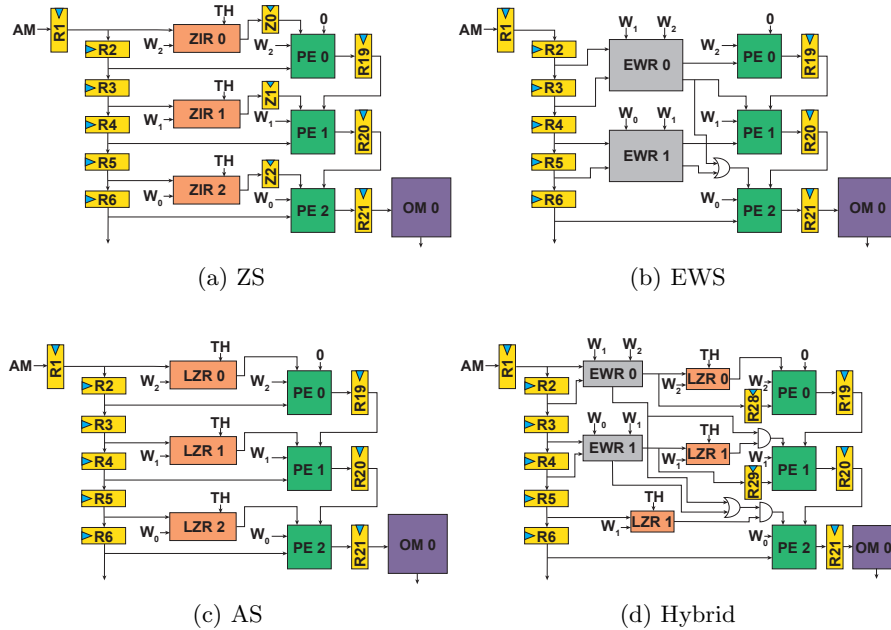 AM
R1
TH
Z0
0
R2
W2
ZIR 0
W2
PE 0
R19
R3
TH
Z1
R4
W1
ZIR 1
W1
PE 1
R20
R5
TH
Z2
R6
W0
ZIR 2
W0
PE 2
R21
OM 0
(a) ZS
AM
R1
W1
W2
0
R2
EWR 0
W2
PE 0
R19
R3
R4
W0
W1
W1
PE 1
R20
R5
EWR 1
R6
W0
PE 2
R21
OM 0
(b) EWS
AM
R1
TH
0
R2
W2
LZR 0
W2
PE 0
R19
R3
TH
R4
W1
LZR 1
W1
PE 1
R20
R5
TH
R6
W0
LZR 2
W0
PE 2
R21
OM 0
(c) AS
AM
R1
W1
W2
TH
0
R2
EWR 0
W2
LZR 0
R28
W2
PE 0
R19
R3
W0
W1
TH
R4
EWR 1
W1
LZR 1
R29
W1
PE 1
R20
R5
TH
W1
LZR 1
R6
W0
PE 2
R21
OM 0
(d) Hybrid